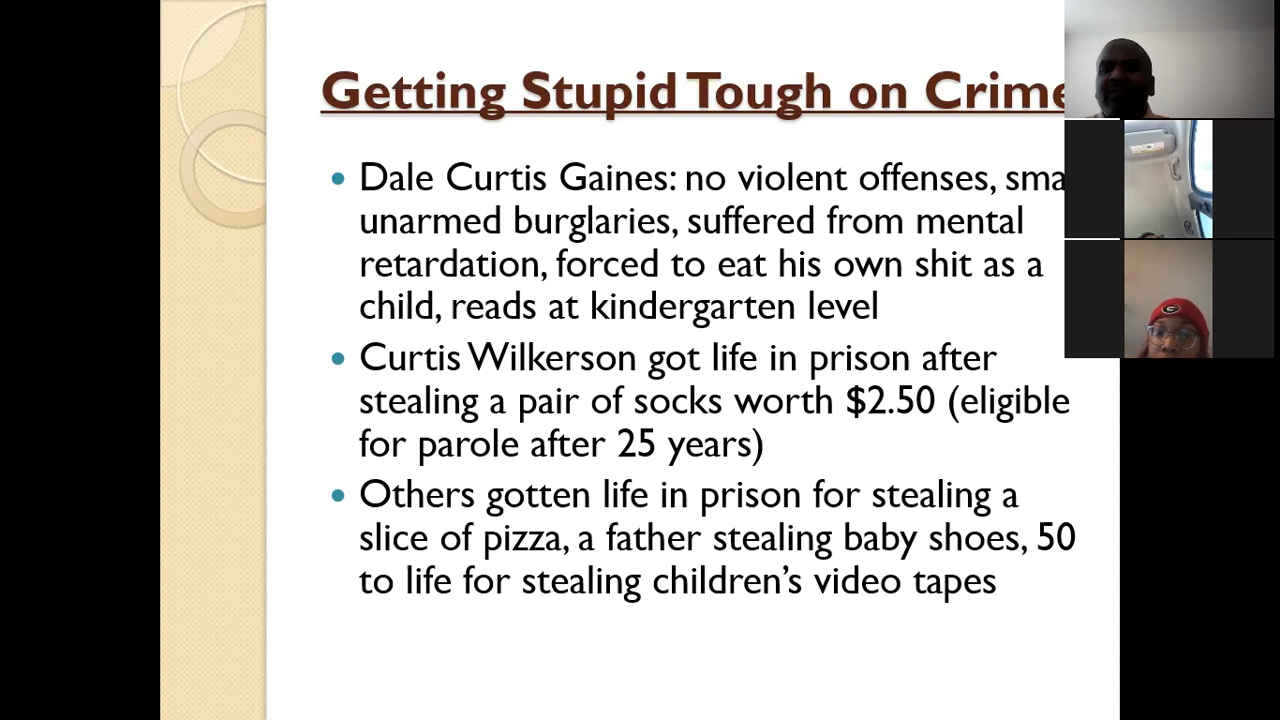 Getting Stupid Tough on Crime
Dale Curtis Gaines: no violent offenses, sma
unarmed burglaries, suffered from mental
retardation, forced to eat his own shit as a
child, reads at kindergarten level
Curtis Wilkerson got life in prison after
stealing a pair of socks worth $2.50 (eligible
for parole after 25 years)
Others gotten life in prison for stealing a
slice of pizza, a father stealing baby shoes, 50
to life for stealing children’s video tapes
G